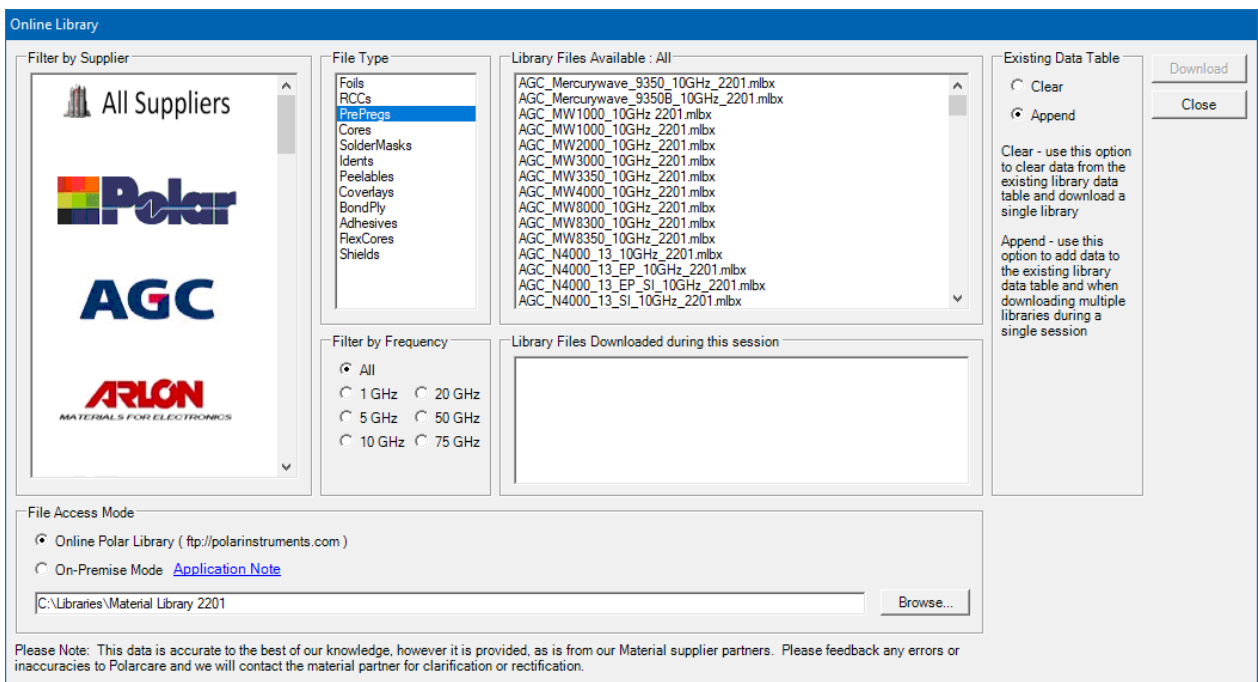 Online Library
Filter by Supplier
All Suppliers
Polar
AGC
ARLON
MATERIALS FOR ELECTRONICS
File Type
Foils
RCCs
PrePregs
Cores
SolderMasks
Idents
Peelables
Coverlays
BondPly
Adhesives
FlexCores
Shields
Filter by Frequency
All
1 GHz 20 GHz
5 GHz 50 GHz
10 GHz 75 GHz
Library Files Available : All
AGC_Mercurywave_9350_10GHz_2201.mlbx
AGC_Mercurywave_9350B_10GHz_2201.mlbx
AGC_MW1000_10GHz 2201.mlbx
AGC_MW1000_10GHz_2201.mlbx
AGC_MW2000_10GHz_2201.mlbx
AGC_MW3000_10GHz_2201.mlbx
AGC_MW3350_10GHz_2201.mlbx
AGC_MW4000_10GHz_2201.mlbx
AGC_MW8000_10GHz_2201.mlbx
AGC_MW8300_10GHz_2201.mlbx
AGC_MW8350_10GHz_2201.mlbx
AGC_N4000_13_10GHz_2201.mlbx
AGC_N4000_13_EP_10GHz_2201.mlbx
AGC_N4000_13_EP_SI_10GHz_2201.mlbx
AGC_N4000_13_SI_10GHz_2201.mlbx
Library Files Downloaded during this session
Existing Data Table
Clear
Append
Clear - use this option
to clear data from the
existing library data
table and download a
single library
Append - use this
option to add data to
the existing library
data table and when
downloading multiple
libraries during a
single session
Download
Close
File Access Mode
Online Polar Library ( ftp://polarinstruments.com )
On-Premise Mode Application Note
C:\Libraries\Material Library 2201
Browse...
Please Note: This data is accurate to the best of our knowledge, however it is provided, as is from our Material supplier partners. Please feedback any errors or
inaccuracies to Polarcare and we will contact the material partner for clarification or rectification.